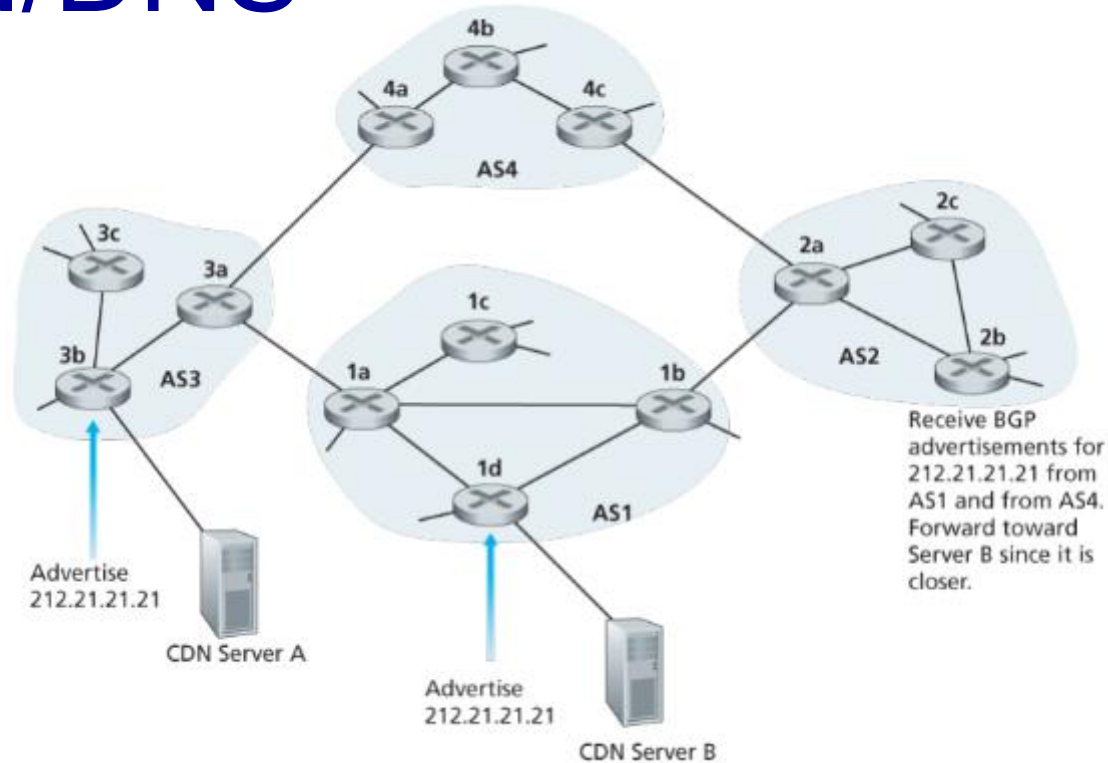 4b
4a
4c
AS4
3c
2c
3a
2a
1c
3b
AS3
1a
1b
AS2
2b
Receive BGP
advertisements for
212.21.21.21 from
AS1 and from AS4.
Forward toward
Server B since it is
closer.
1d
AS1
Advertise
212.21.21.21
CDN Server A
Advertise
212.21.21.21
CDN Server B